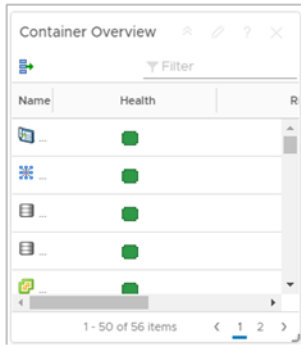 Container Overview ?
Filter
Name Health R
...
...
...
...
...
1 - 50 of 56 items < 1 2 >